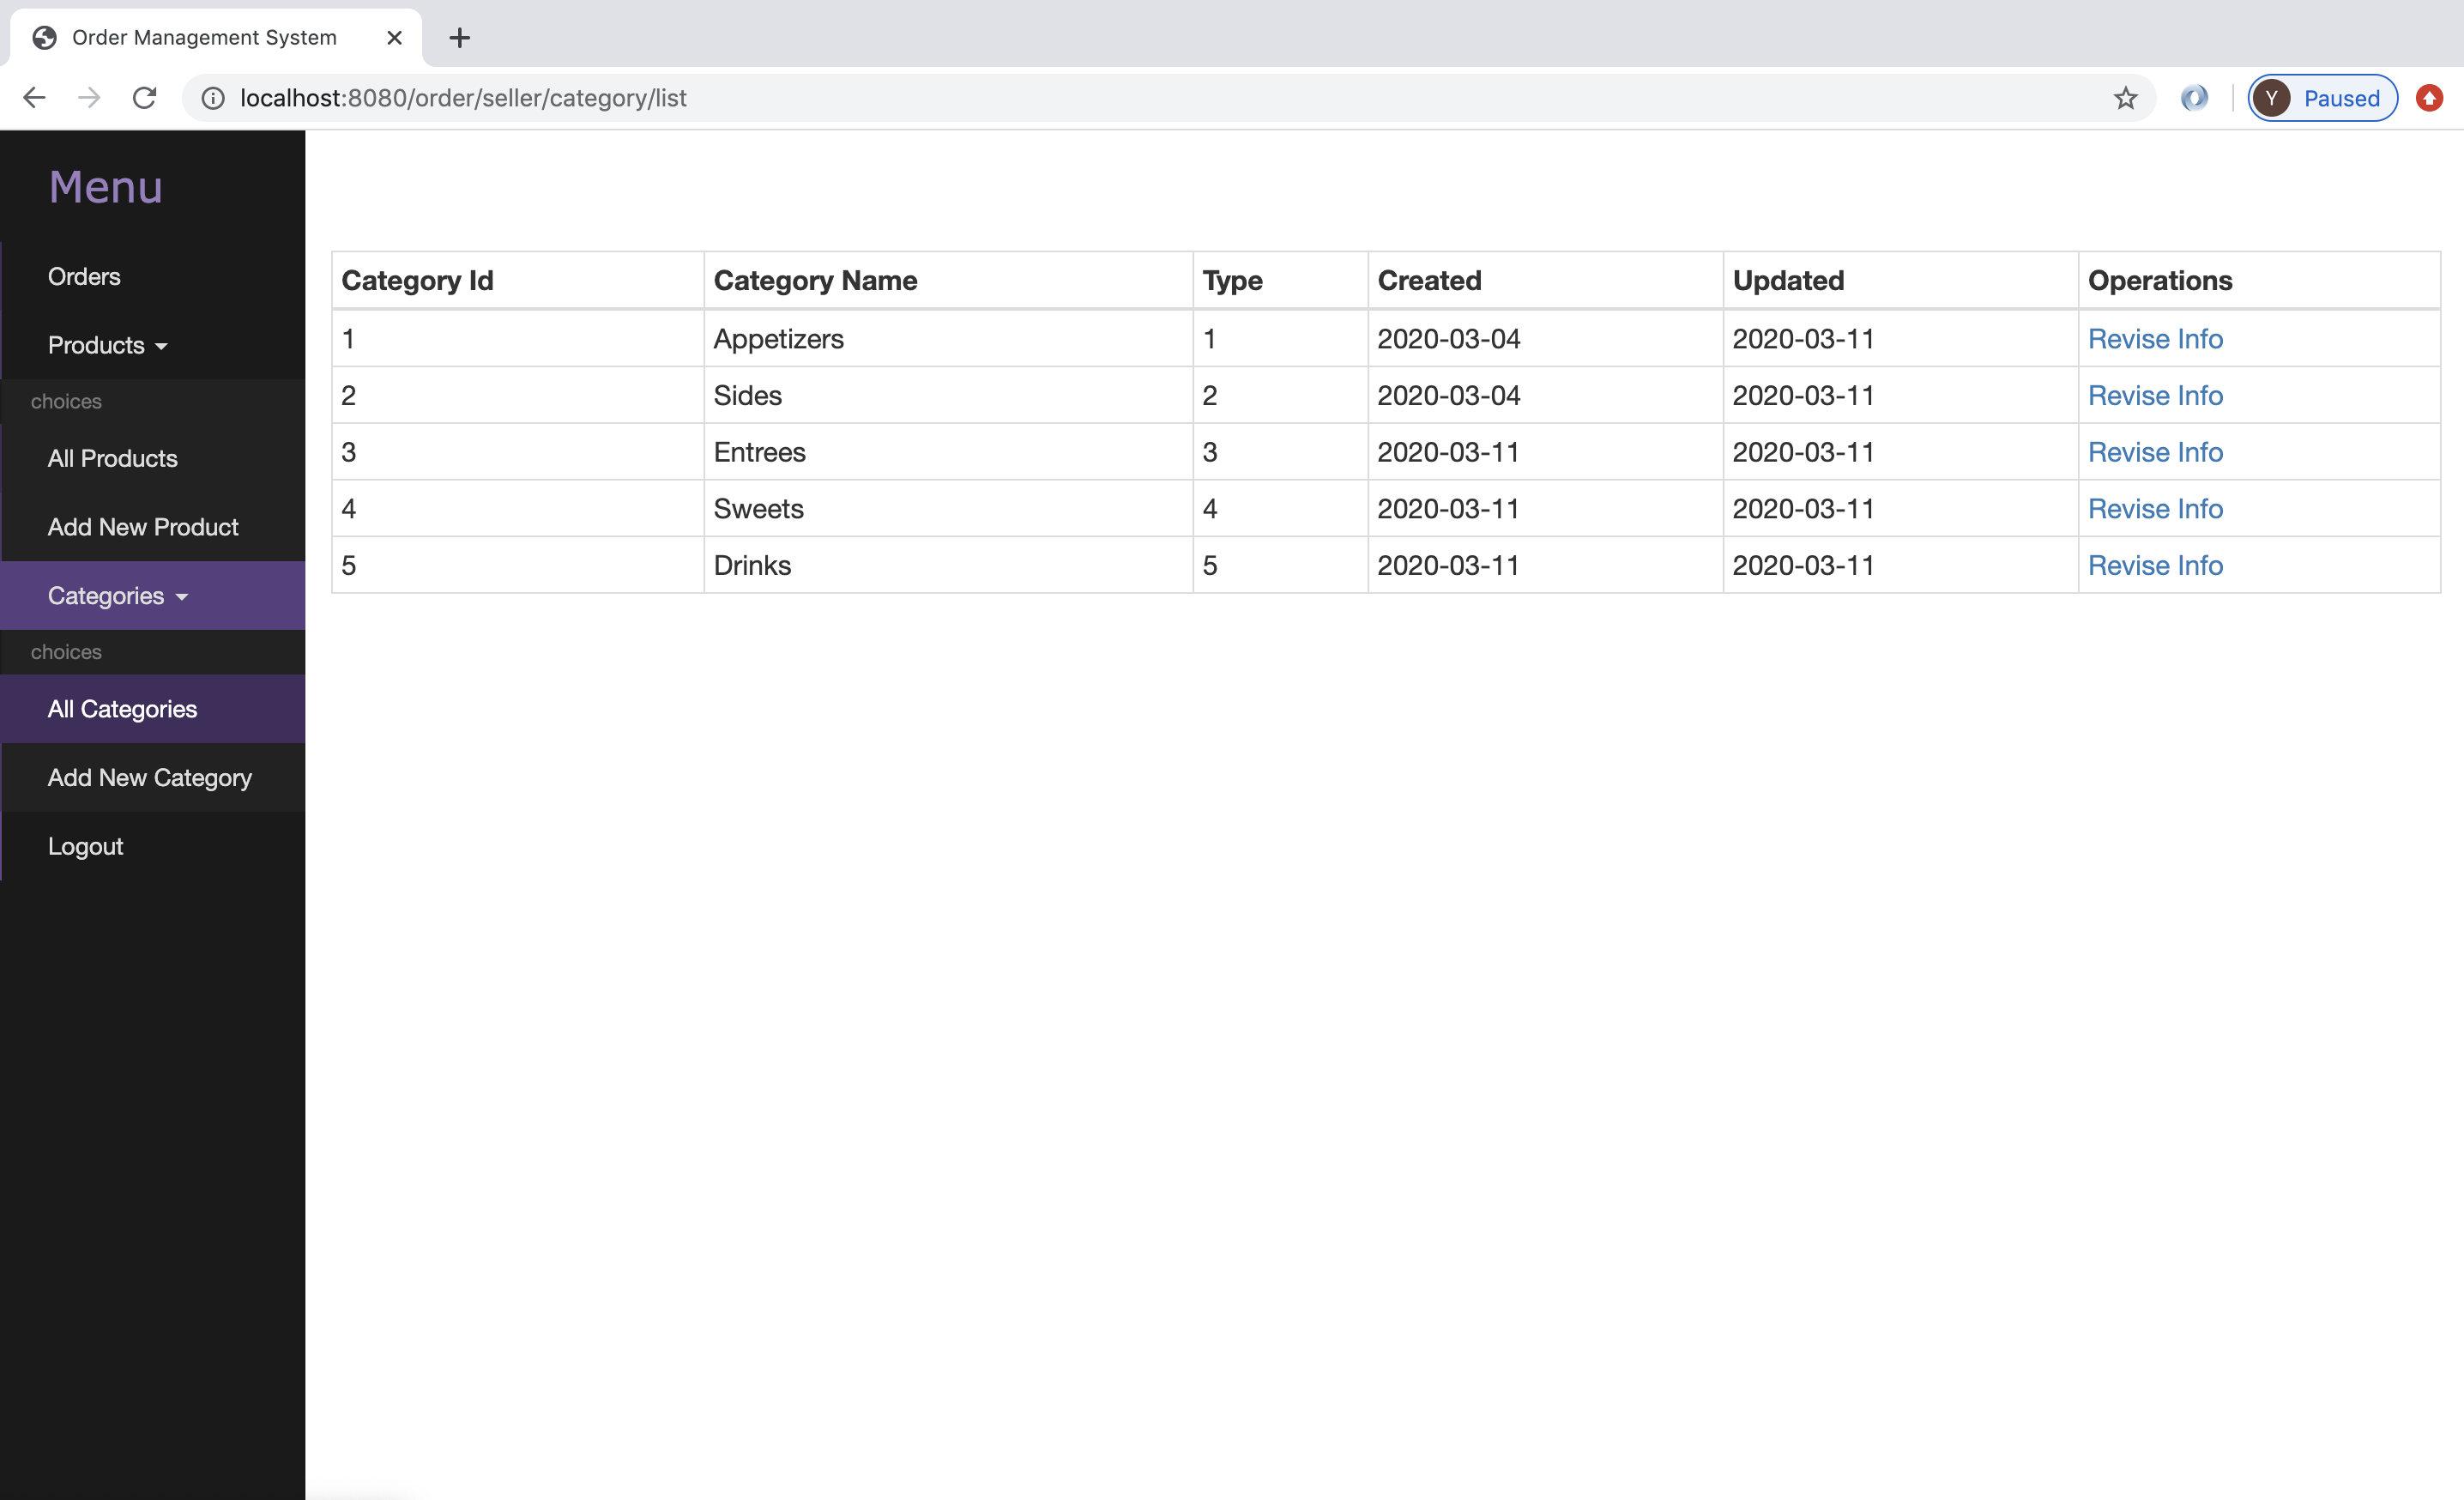 Order Management System
localhost:8080/order/seller/category/list
Y Paused
Menu
Orders
Products
choices
All Products
Add New Product
Categories
choices
All Categories
Add New Category
Logout
Category Id Category Name Type Created Updated Operations
1 Appetizers 1 2020-03-04 2020-03-11 Revise Info
2 Sides 2 2020-03-04 2020-03-11 Revise Info
3 Entrees 3 2020-03-11 2020-03-11 Revise Info
4 Sweets 4 2020-03-11 2020-03-11 Revise Info
5 Drinks 5 2020-03-11 2020-03-11 Revise Info